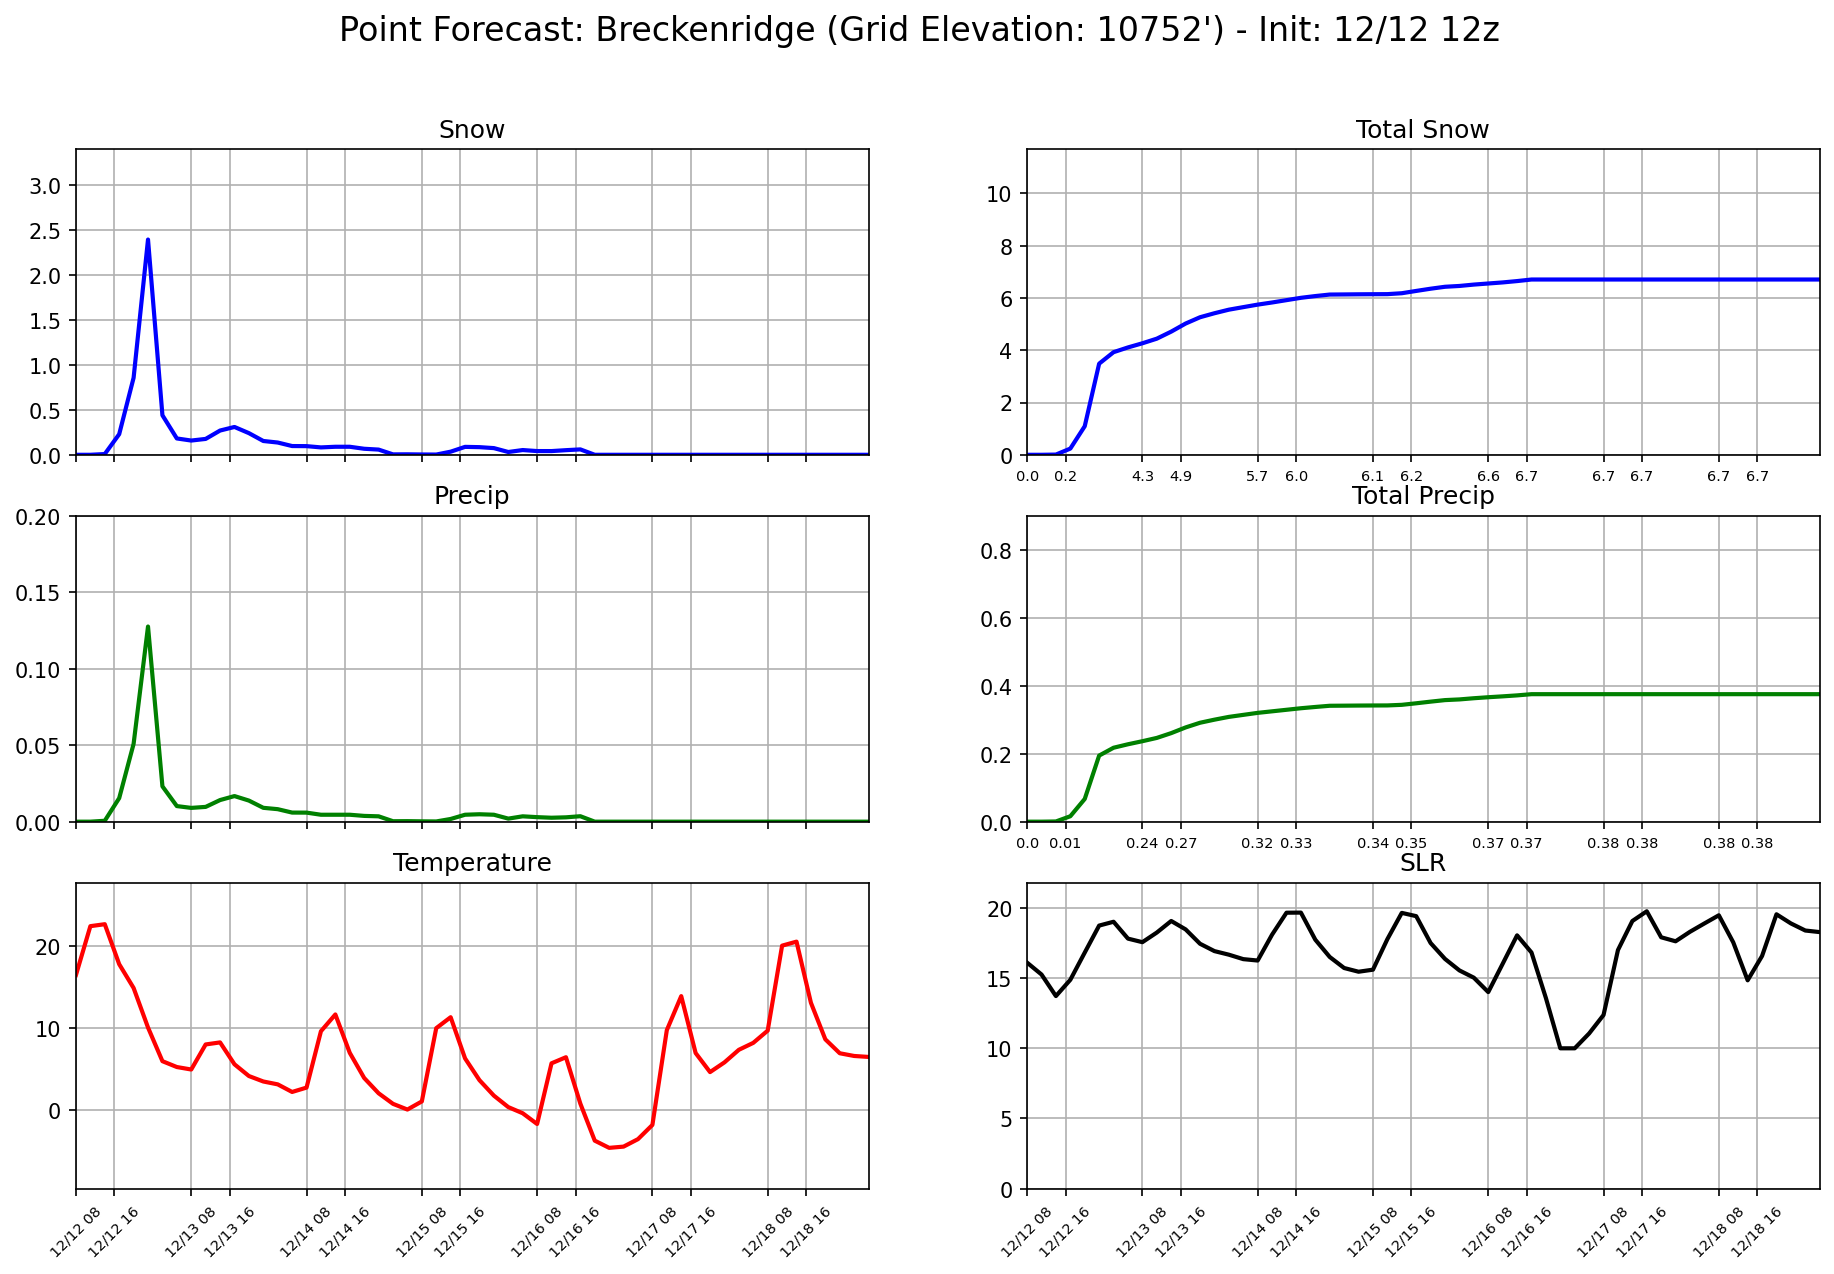 Point Forecast: Breckenridge (Grid Elevation: 10752') - Init: 12/12 12z
Snow
3.0
2.5
2.0
1.5
1.0
0.5
0.0
Total Snow
10
8
6
4
2
0
0.0 0.2 4.3 4.9 5.7 6.0 6.1 6.2 6.6 6.7 6.7 6.7 6.7 6.7
Precip
0.20
0.15
0.10
0.05
0.00
Total Precip
0.8
0.6
0.4
0.2
0.0
0.0 0.01 0.24 0.27 0.32 0.33 0.34 0.35 0.37 0.37 0.38 0.38 0.38 0.38
Temperature
20
10
0
12/12 08 12/12 16 12/13 08 12/13 16 12/14 08 12/14 16 12/15 08 12/15 16 12/16 08 12/16 16 12/17 08 12/17 16 12/18 08 12/18 16
SLR
20
15
10
5
0
12/12 08 12/12 16 12/13 08 12/13 16 12/14 08 12/14 16 12/15 08 12/15 16 12/16 08 12/16 16 12/17 08 12/17 16 12/18 08 12/18 16